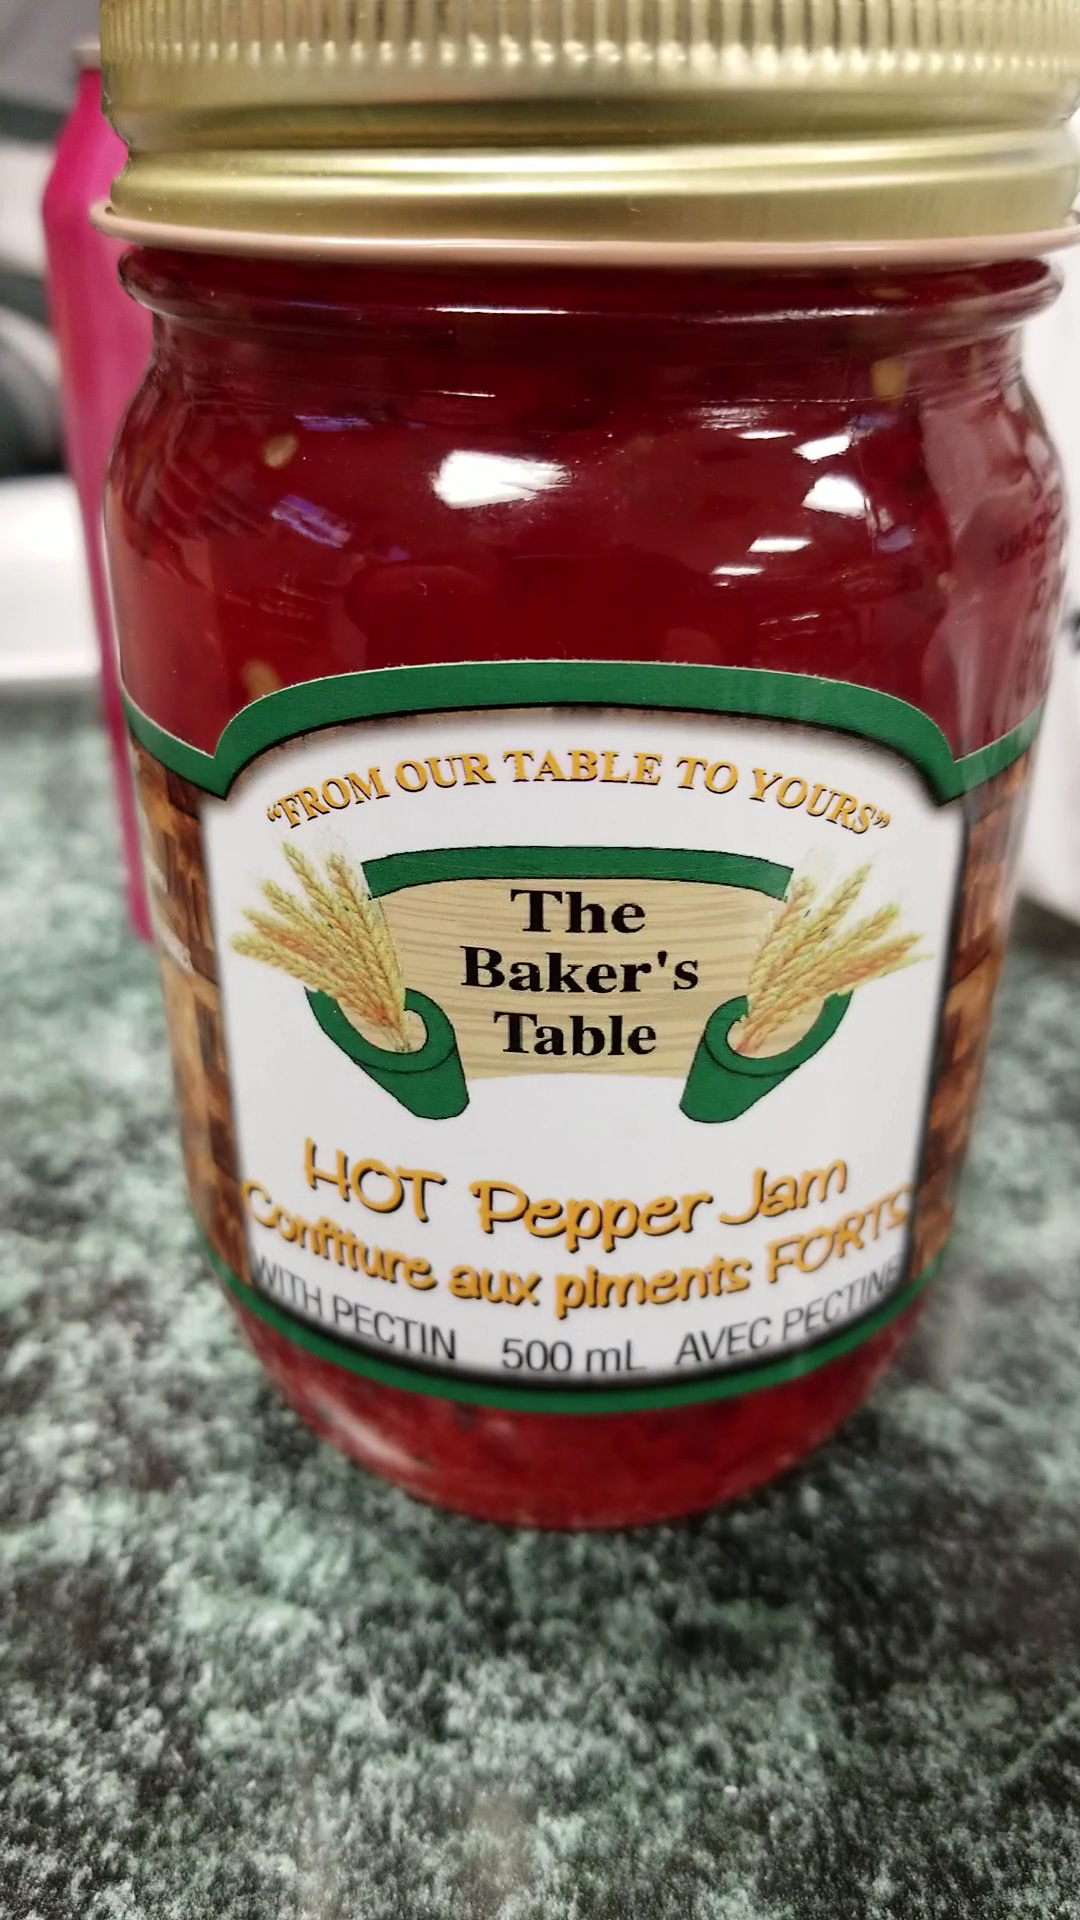 "FROM OUR TABLE TO YOURS"
The
Baker's
Table
HOT Pepper Jam
Confiture aux piments FORTS
WITH PECTIN 500 mL AVEC PECTINE